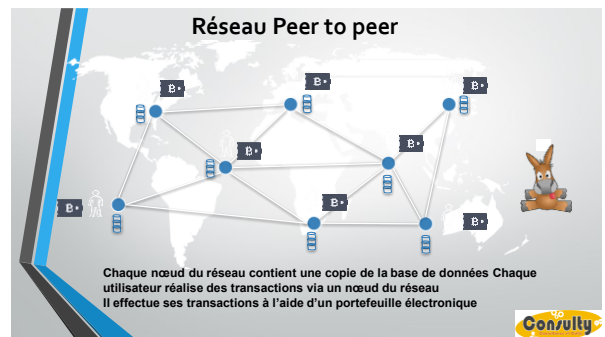 Réseau Peer to peer
Chaque nœud du réseau contient une copie de la base de données Chaque
utilisateur réalise des transactions via un nœud du réseau
Il effectue ses transactions à l'aide d'un portefeuille électronique
Consulty